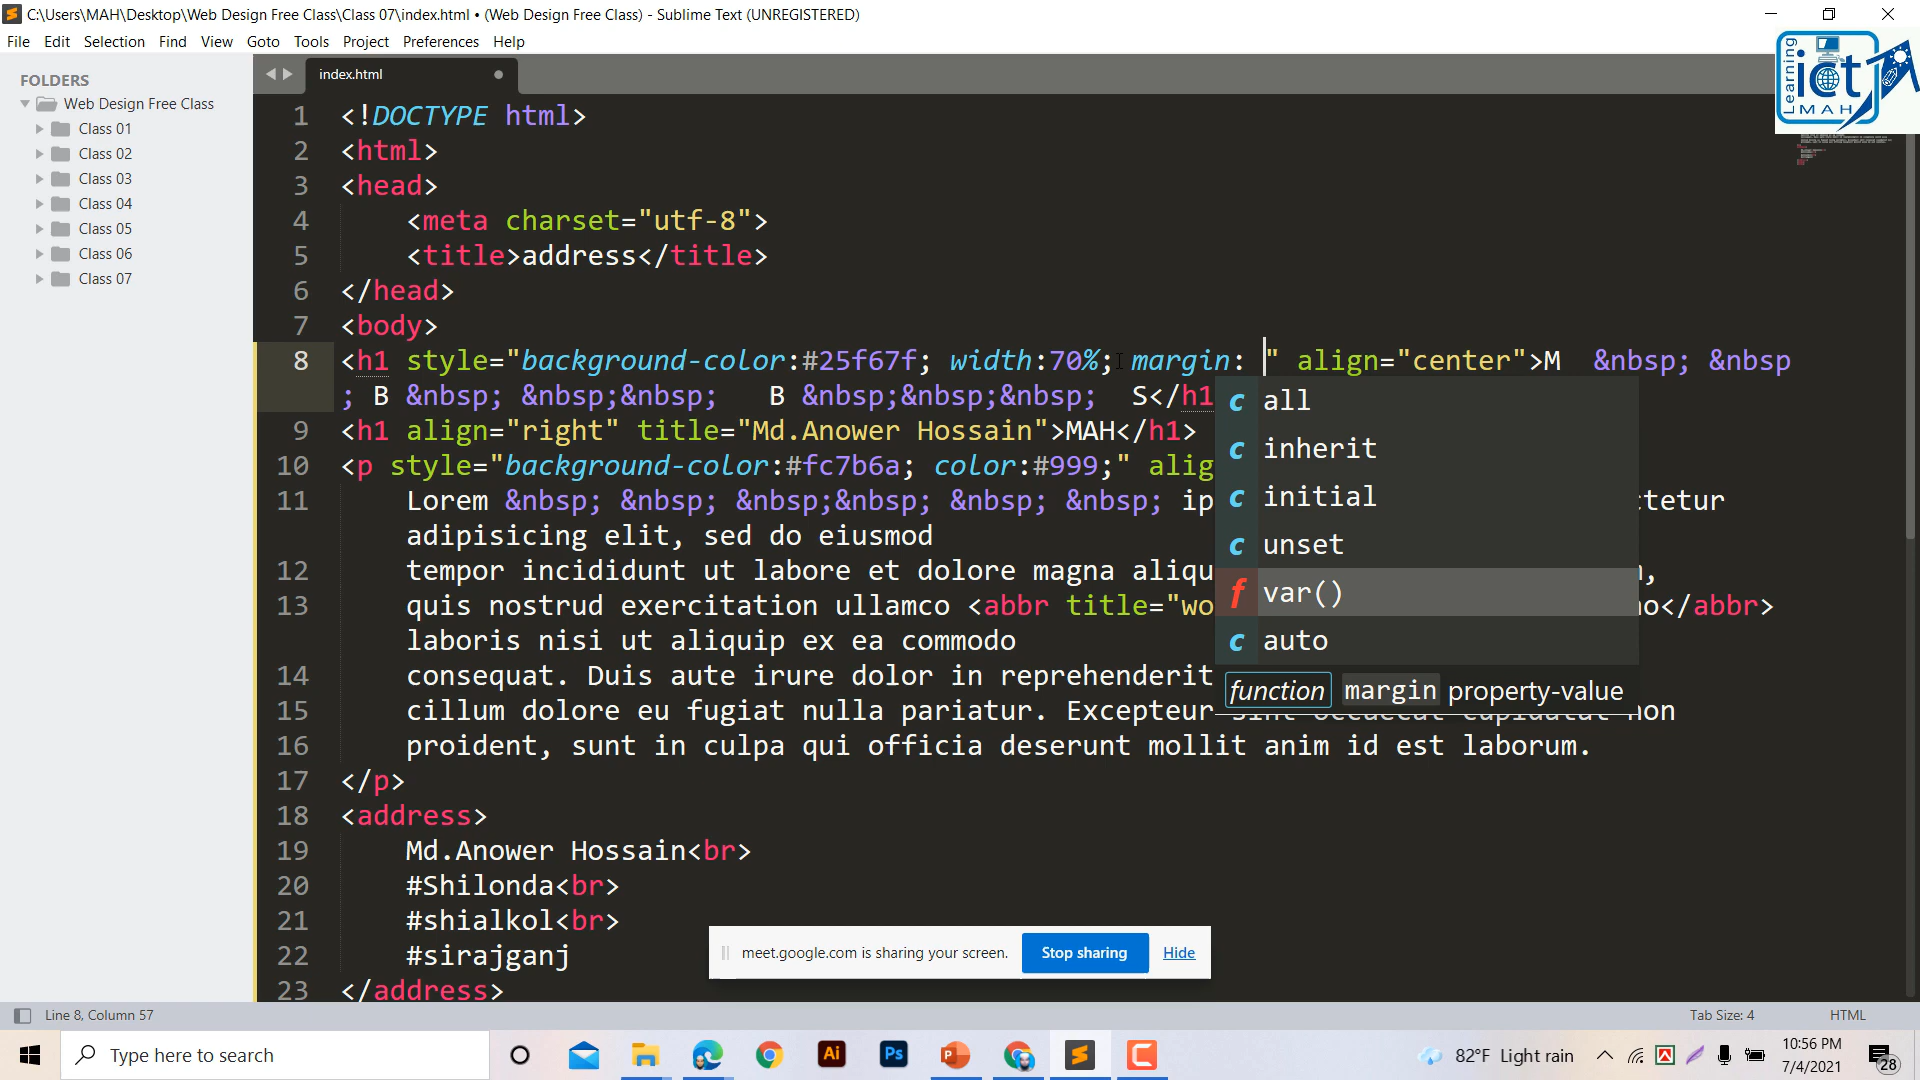 C:\Users\MAH\Desktop\Web Design Free Class\Class 07\index.html • (Web Design Free Class) - Sublime Text (UNREGISTERED)
File Edit Selection Find View Goto Tools Project Preferences Help
Learning
ict
MAH
FOLDERS
Web Design Free Class
Class 01
Class 02
Class 03
Class 04
Class 05
Class 06
Class 07
index.html
1 <!DOCTYPE html>
2 <html>
3 <head>
4 <meta charset="utf-8">
5 <title>address</title>
6 </head>
7 <body>
8 <h1 style="background-color:#25f67f; width:70%; margin: " align="center">M &nbsp; &nbsp
; B &nbsp; &nbsp;&nbsp; B &nbsp;&nbsp;&nbsp; S</h1
9 <h1 align="right" title="Md.Anower Hossain">MAH</h1>
10 <p style="background-color:#fc7b6a; color:#999;" alig
11 Lorem &nbsp; &nbsp; &nbsp;&nbsp; &nbsp; &nbsp; ip tetur
adipisicing elit, sed do eiusmod
12 tempor incididunt ut labore et dolore magna aliqu
13 quis nostrud exercitation ullamco <abbr title="wo o</abbr>
laboris nisi ut aliquip ex ea commodo
14 consequat. Duis aute irure dolor in reprehenderit
15 cillum dolore eu fugiat nulla pariatur. Excepteur sint occaecat cupidatat non
16 proident, sunt in culpa qui officia deserunt mollit anim id est laborum.
17 </p>
18 <address>
19 Md.Anower Hossain<br>
20 #Shilonda<br>
21 #shialkol<br>
22 #sirajganj
23 </address>
c all
c inherit
c initial
c unset
f var()
c auto
function margin property-value
meet.google.com is sharing your screen. Stop sharing Hide
Line 8, Column 57 Tab Size: 4 HTML
Type here to search
Ai
Ps
82°F Light rain
10:56 PM
7/4/2021
28